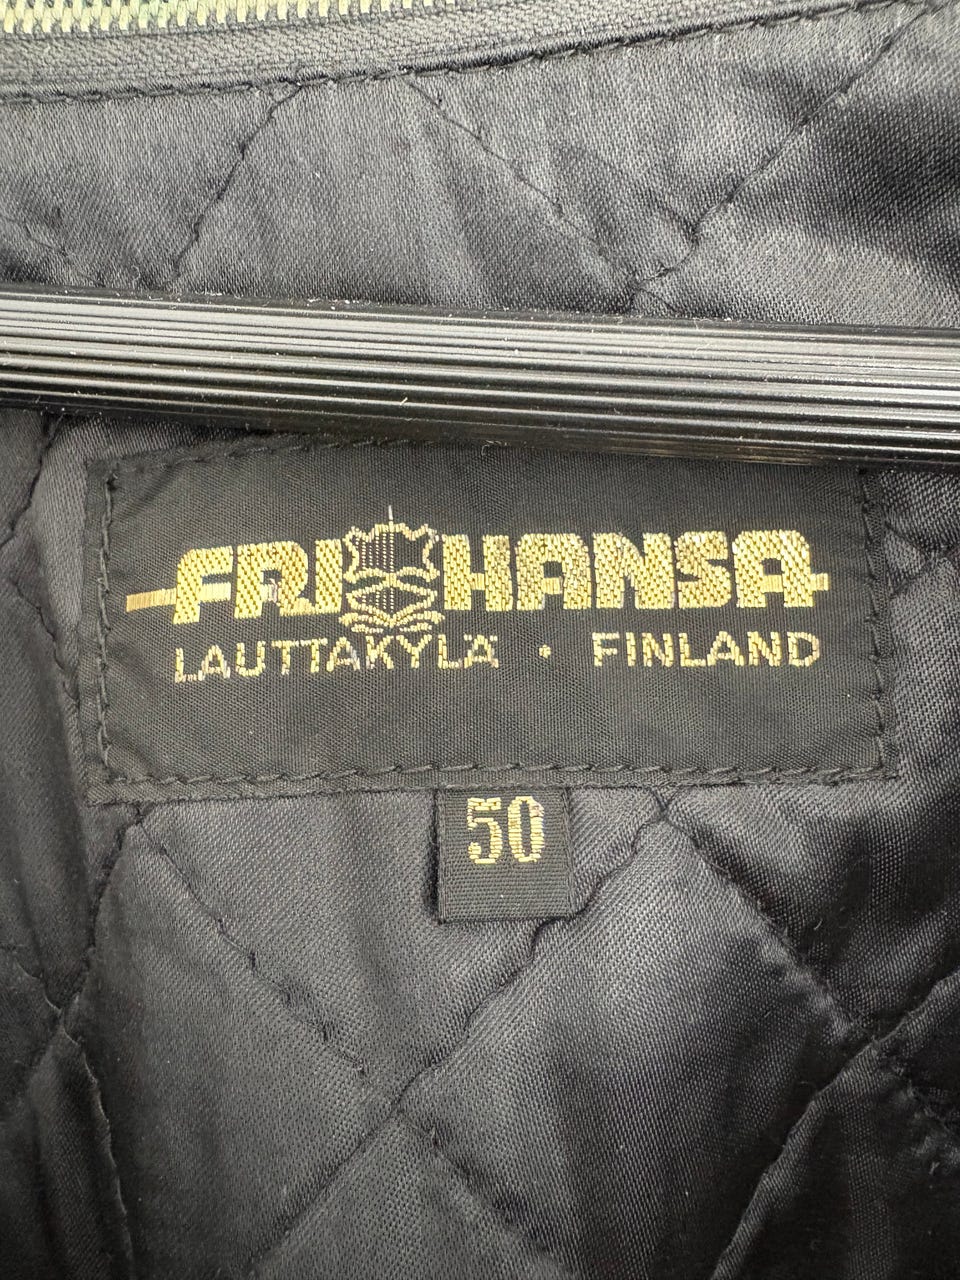 FRI HANSA
LAUTTAKYLÄ · FINLAND
50